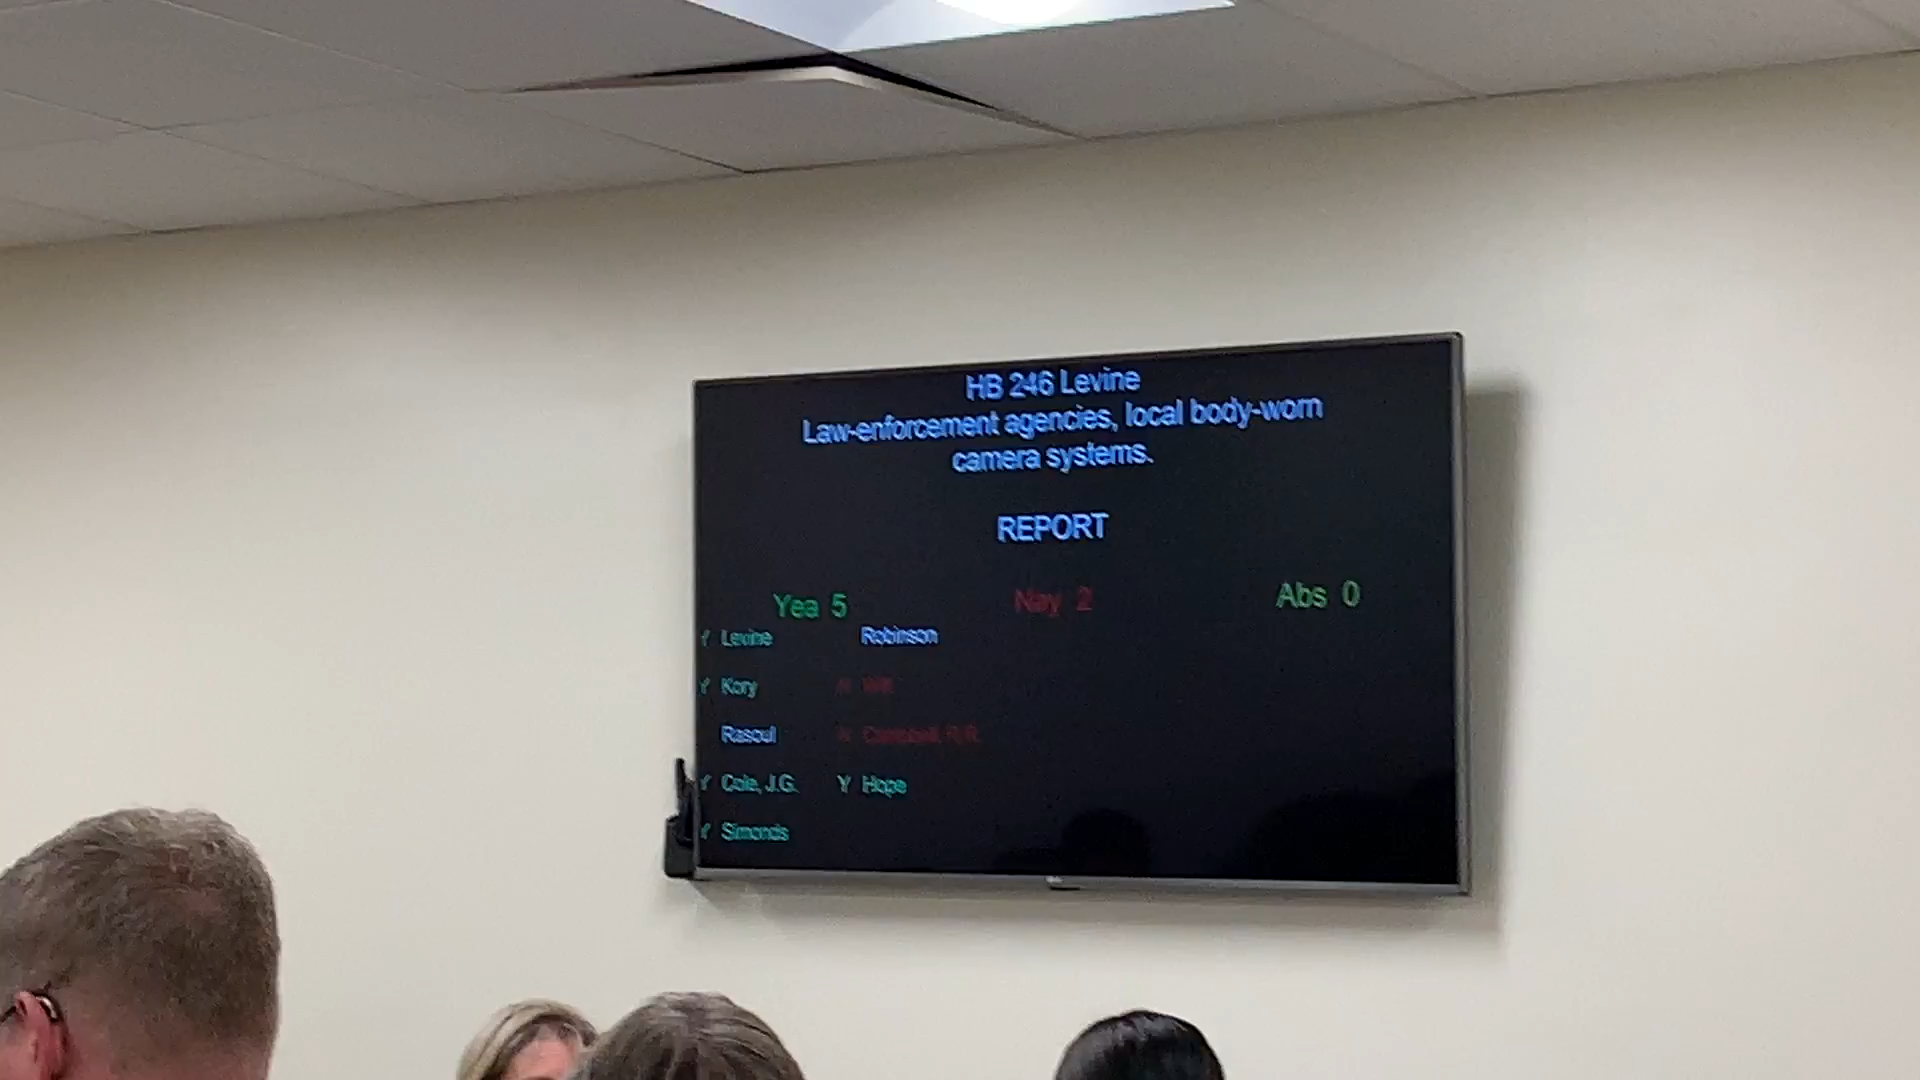 HB 246 Levine
Law-enforcement agencies, local body-worn
camera systems.
REPORT
Yea 5 Nay 2 Abs 0
Y Levine Robinson
Y Kory N
Rasoul N Campbell, R.R.
Y Cole, J.G. Y Hope
Y Simonds